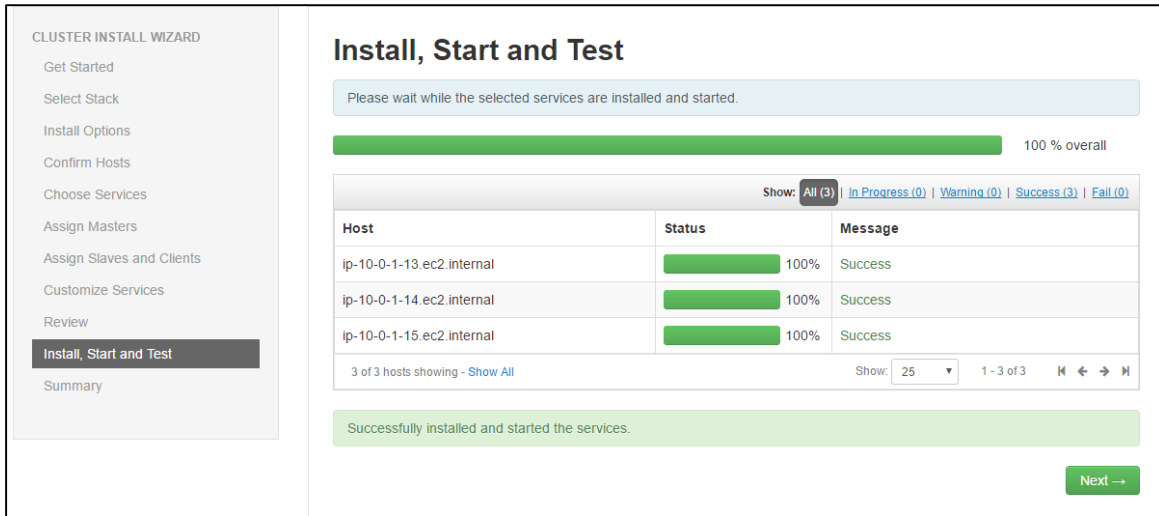 CLUSTER INSTALL WIZARD
Get Started
Select Stack
Install Options
Confirm Hosts
Choose Services
Assign Masters
Assign Slaves and Clients
Customize Services
Review
Install, Start and Test
Summary
Install, Start and Test
Please wait while the selected services are installed and started.
100 % overall
Show: All (3) | In Progress (0) | Warning (0) | Success (3) | Fail (0)
Host Status Message
ip-10-0-1-13.ec2.internal 100% Success
ip-10-0-1-14.ec2.internal 100% Success
ip-10-0-1-15.ec2.internal 100% Success
3 of 3 hosts showing - Show All Show: 25 1 - 3 of 3
Successfully installed and started the services.
Next →